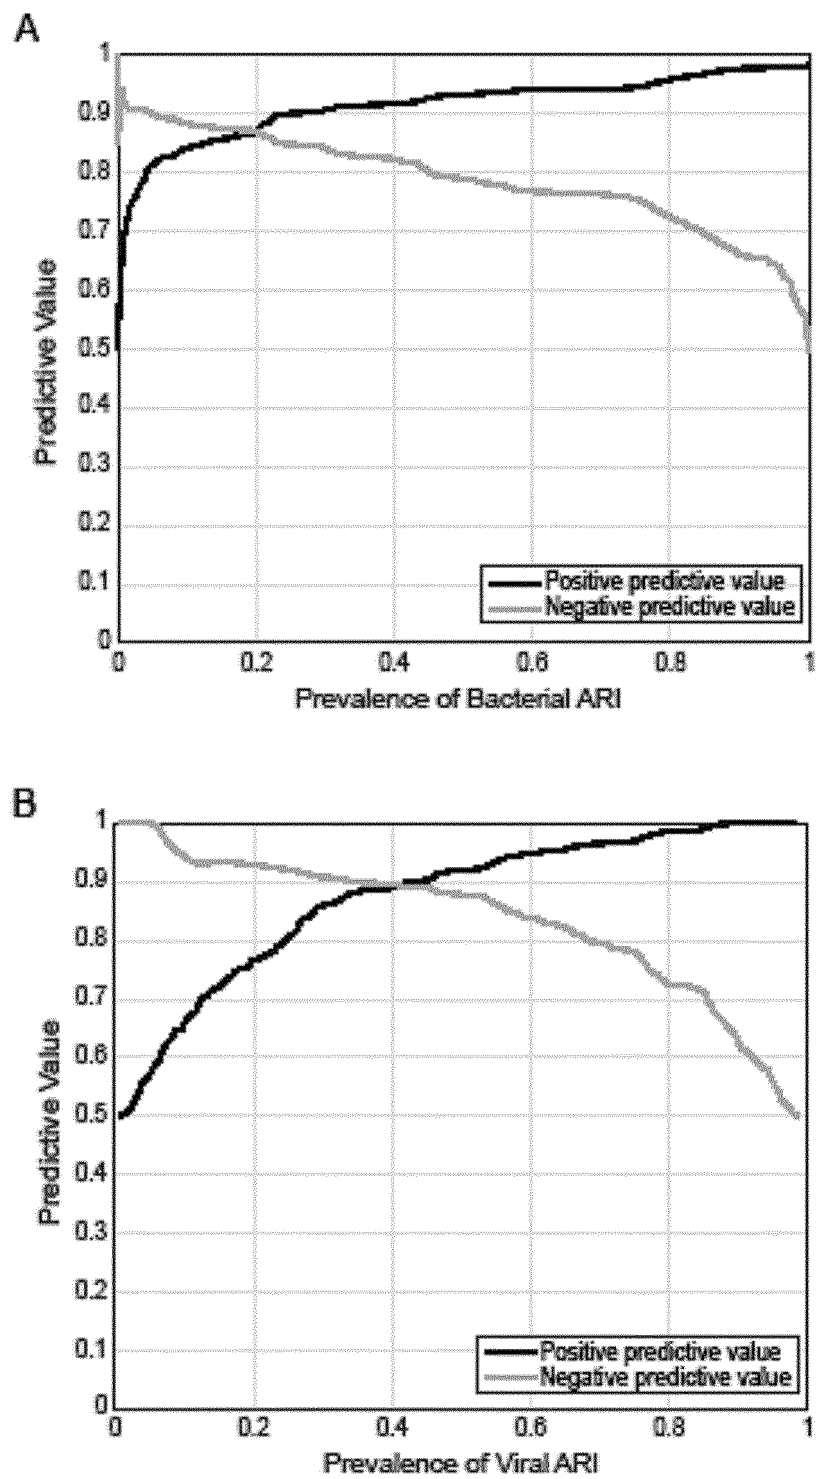 A
1
0.9
0.8
0.7
0.6
0.5
0.4
0.3
0.2
0.1
0
Predictive Value
Positive predictive value
Negative predictive value
0 0.2 0.4 0.6 0.8 1
Prevalence of Bacterial ARI
B
1
0.9
0.8
0.7
0.6
0.5
0.4
0.3
0.2
0.1
0
Predictive Value
Positive predictive value
Negative predictive value
0 0.2 0.4 0.6 0.8 1
Prevalence of Viral ARI